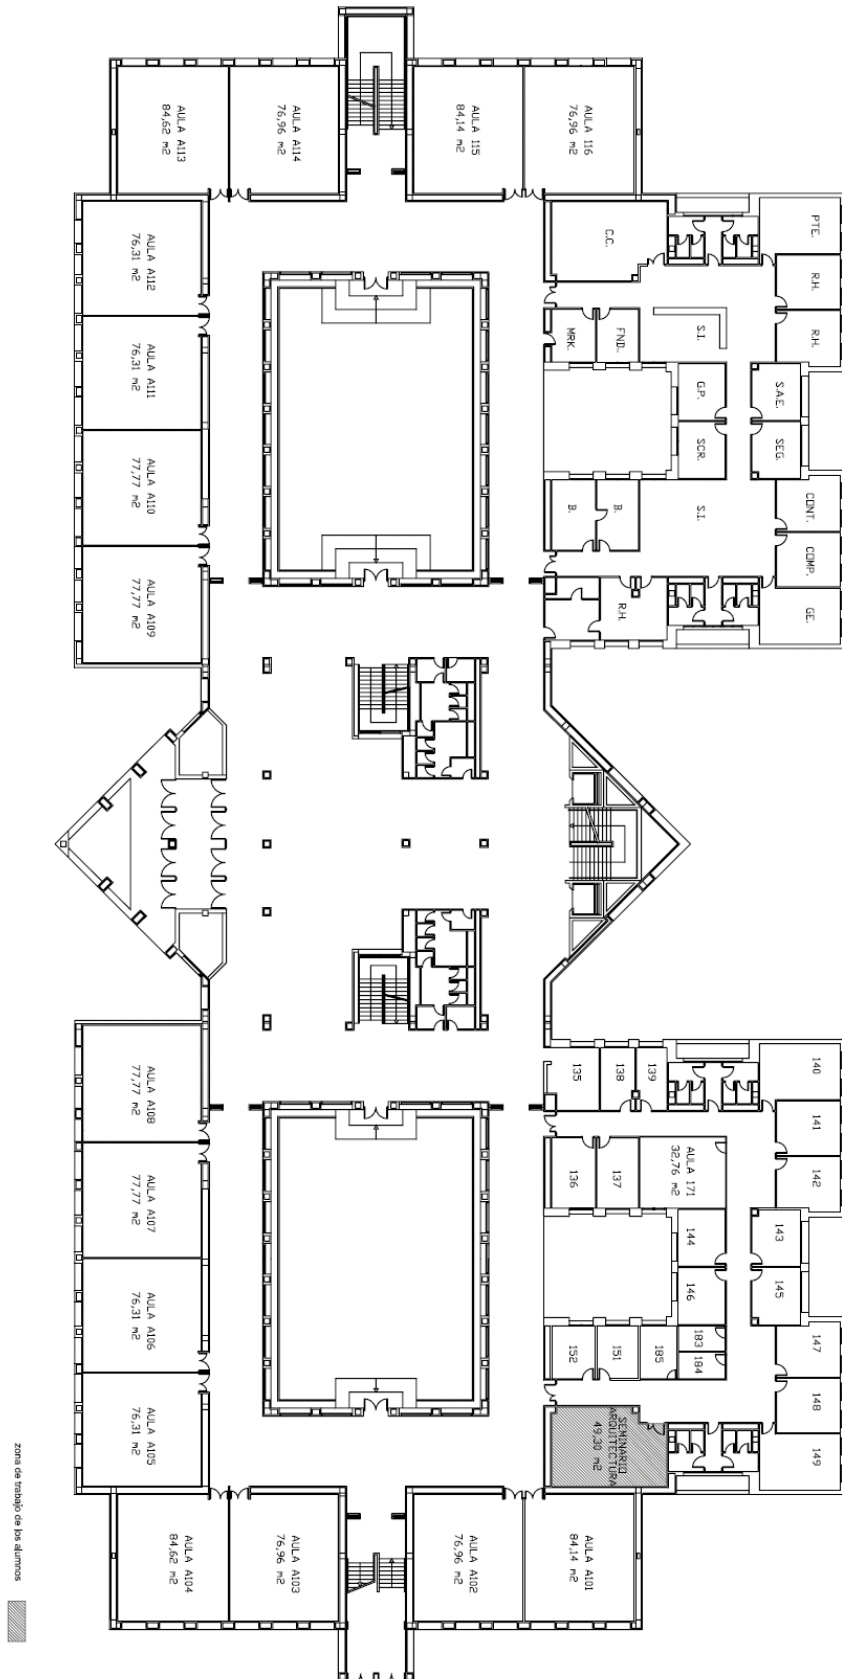 AULA A113
84,62 m2
AULA A114
76,96 m2
AULA 115
84,14 m2
AULA 116
76,96 m2
AULA A112
76,31 m2
C.C.
PTE.
R.H.
R.H.
MRK.
FND.
S.I.
AULA A111
76,31 m2
G.P.
S.A.E.
SCR.
SEG.
AULA A110
77,77 m2
B.
B.
S.I.
CONT.
COMP.
GE.
R.H.
AULA A109
77,77 m2
AULA A108
77,77 m2
135
138
139
140
141
142
136
137
AULA 171
32,76 m2
AULA A107
77,77 m2
144
143
146
145
AULA A106
76,31 m2
152
151
185
183
184
147
148
149
AULA A105
76,31 m2
SEMINARIO
ARQUITECTURA
49,30 m2
AULA A104
84,62 m2
AULA A103
76,96 m2
AULA A102
76,96 m2
AULA A101
84,14 m2
zona de trabajo de los alumnos